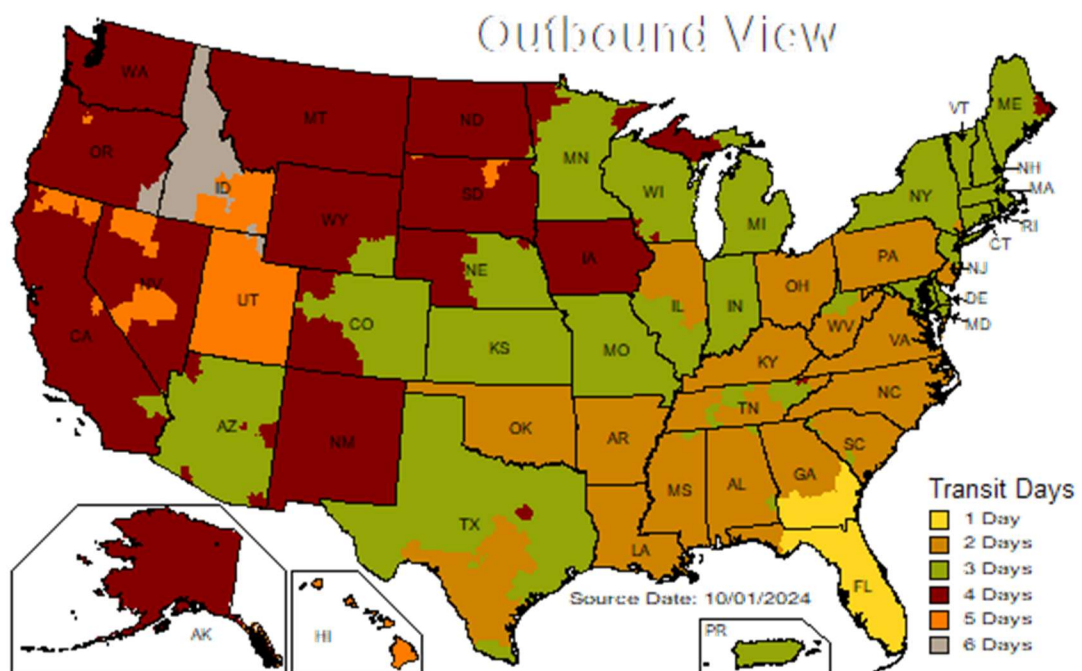 Outbound View
WA
MT
ND
MN
VT
ME
OR
ID
SD
WI
MI
NY
NH
MA
RI
CT
WY
IA
NE
PA
NJ
NV
UT
CO
IL
IN
OH
DE
MD
CA
KS
MO
WV
VA
KY
AZ
NM
OK
AR
TN
NC
SC
MS
AL
GA
TX
LA
FL
AK
HI
PR
Source Date: 10/01/2024
Transit Days
1 Day
2 Days
3 Days
4 Days
5 Days
6 Days